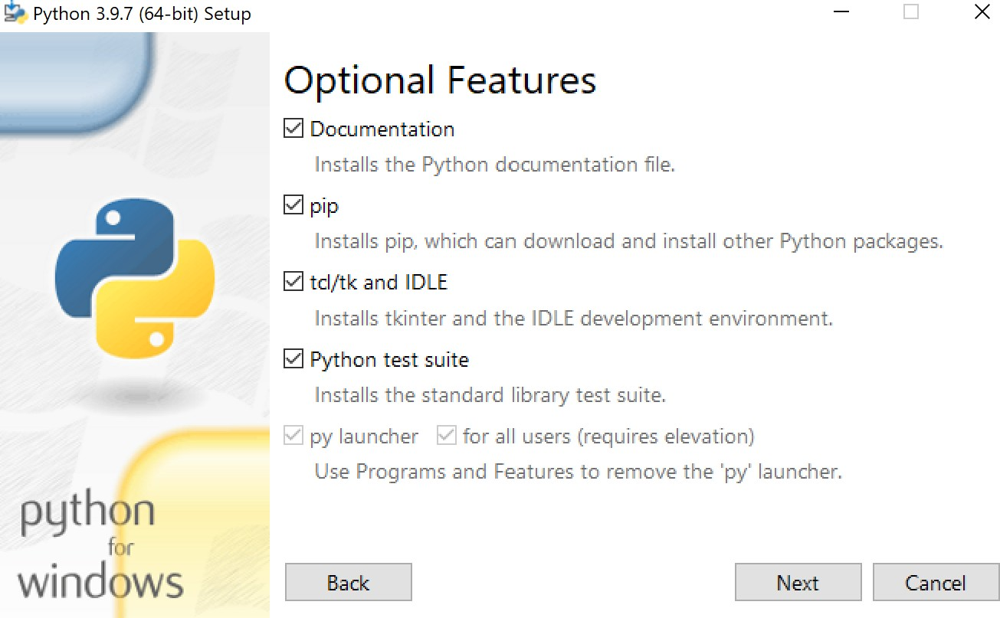 Python 3.9.7 (64-bit) Setup
Optional Features
Documentation
Installs the Python documentation file.
pip
Installs pip, which can download and install other Python packages.
tcl/tk and IDLE
Installs tkinter and the IDLE development environment.
Python test suite
Installs the standard library test suite.
py launcher for all users (requires elevation)
Use Programs and Features to remove the 'py' launcher.
python
for
windows
Back Next Cancel